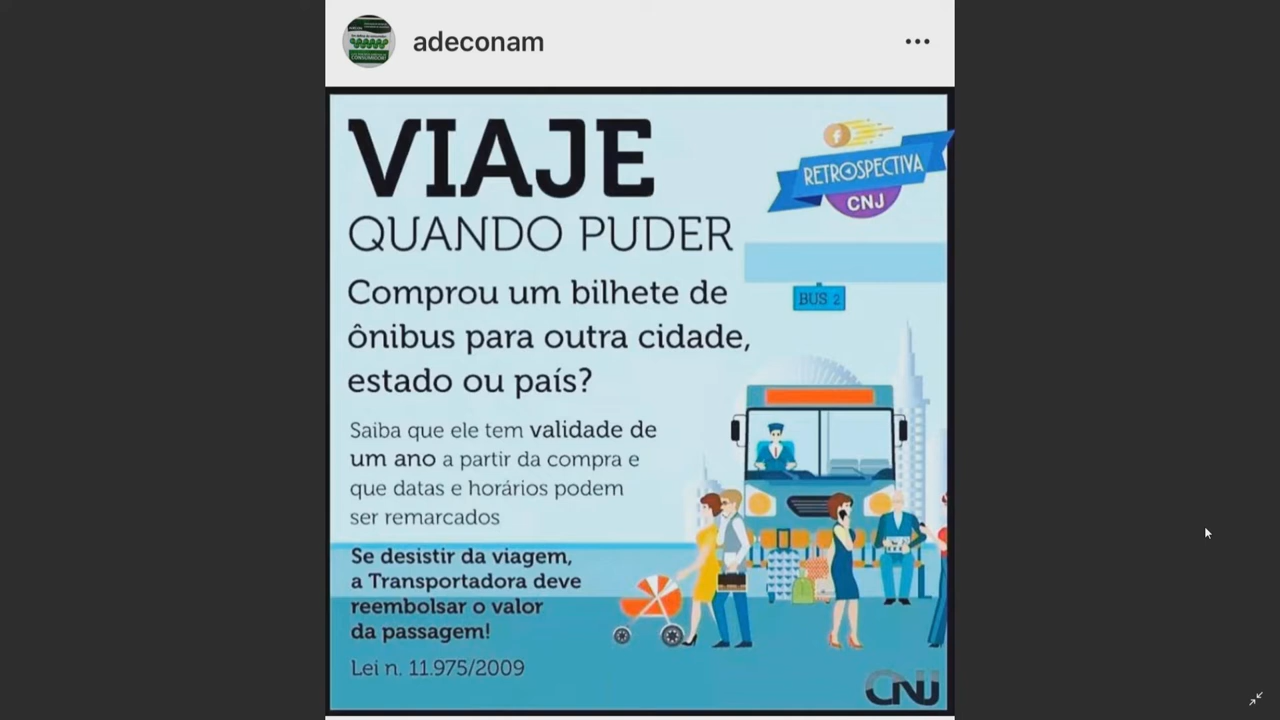 adeconam
VIAJE
QUANDO PUDER
RETROSPECTIVA
CNJ
Comprou um bilhete de
ônibus para outra cidade,
estado ou país?
BUS 2
Saiba que ele tem validade de
um ano a partir da compra e
que datas e horários podem
ser remarcados
Se desistir da viagem,
a Transportadora deve
reembolsar o valor
da passagem!
Lei n. 11.975/2009
CNJ